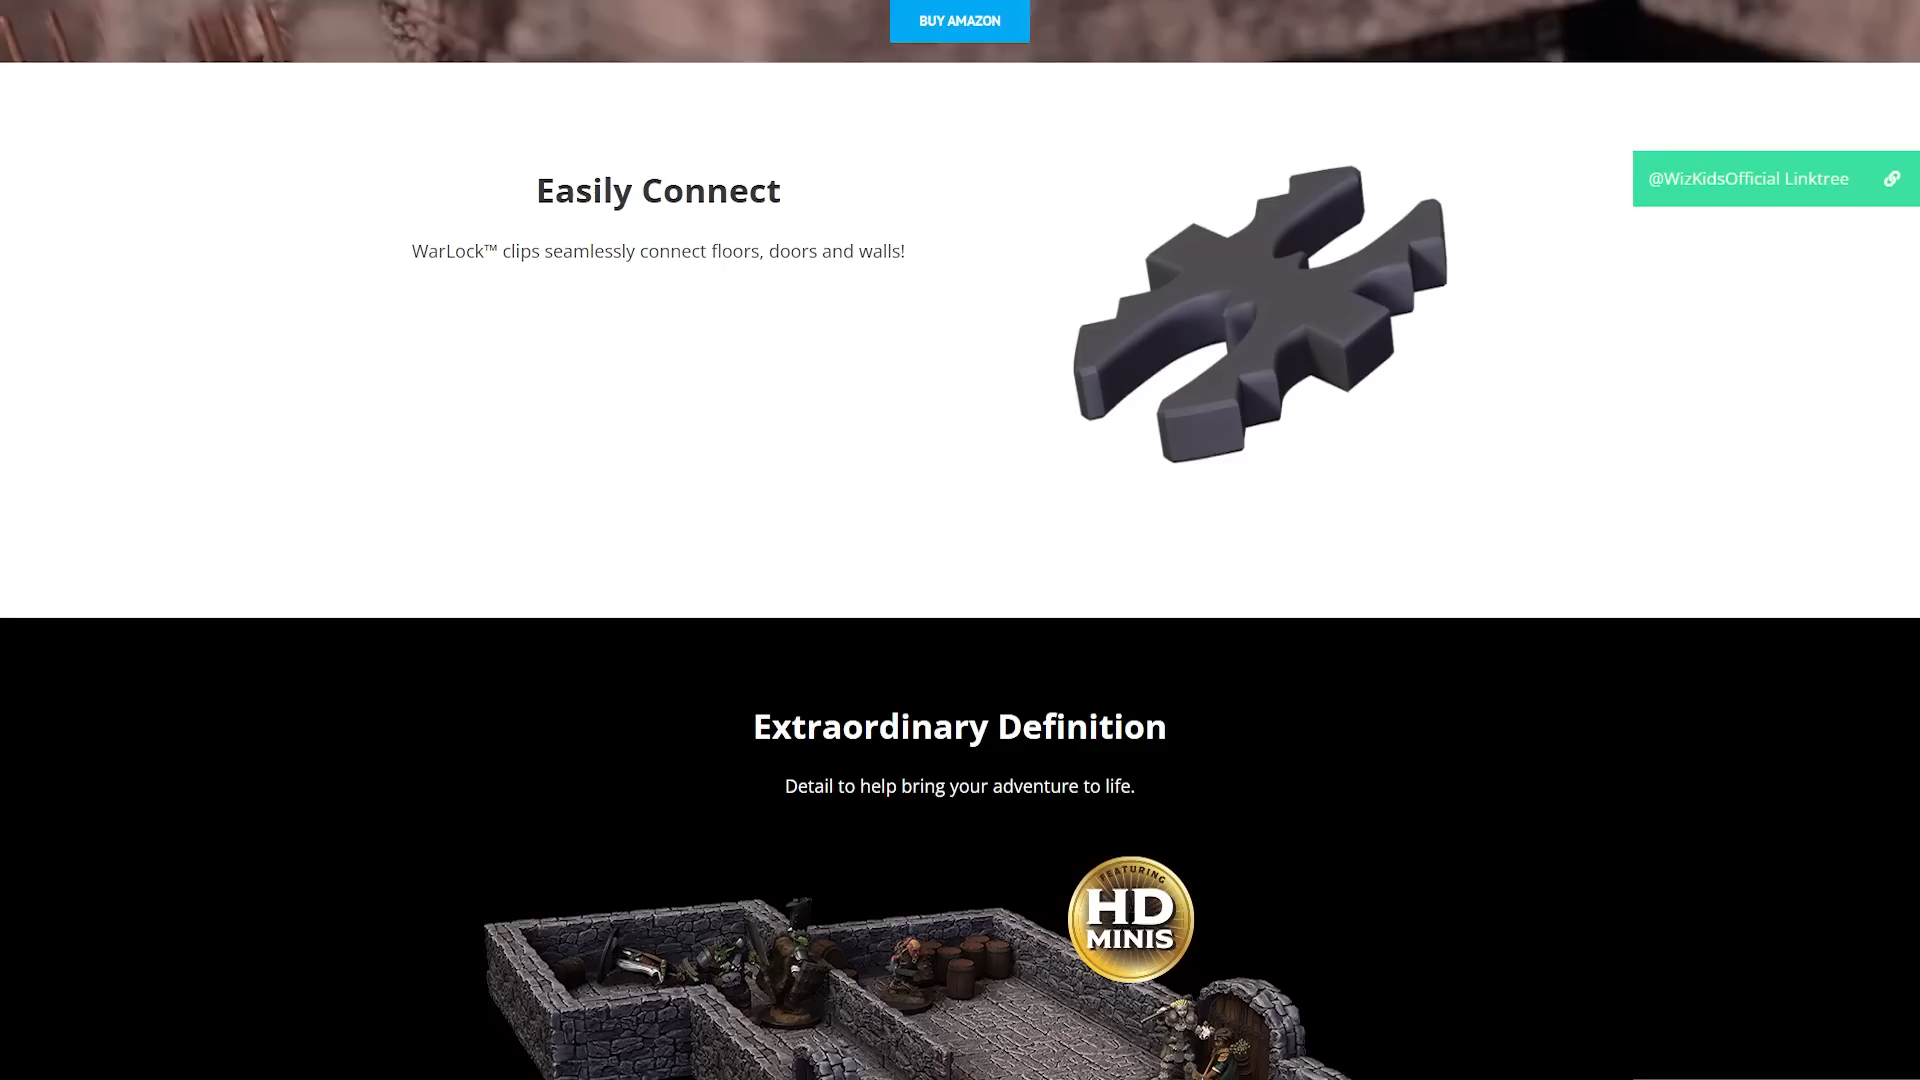 BUY AMAZON
@WizKidsOfficial Linktree
Easily Connect
WarLock™ clips seamlessly connect floors, doors and walls!
Extraordinary Definition
Detail to help bring your adventure to life.
FEATURING
HD
MINIS